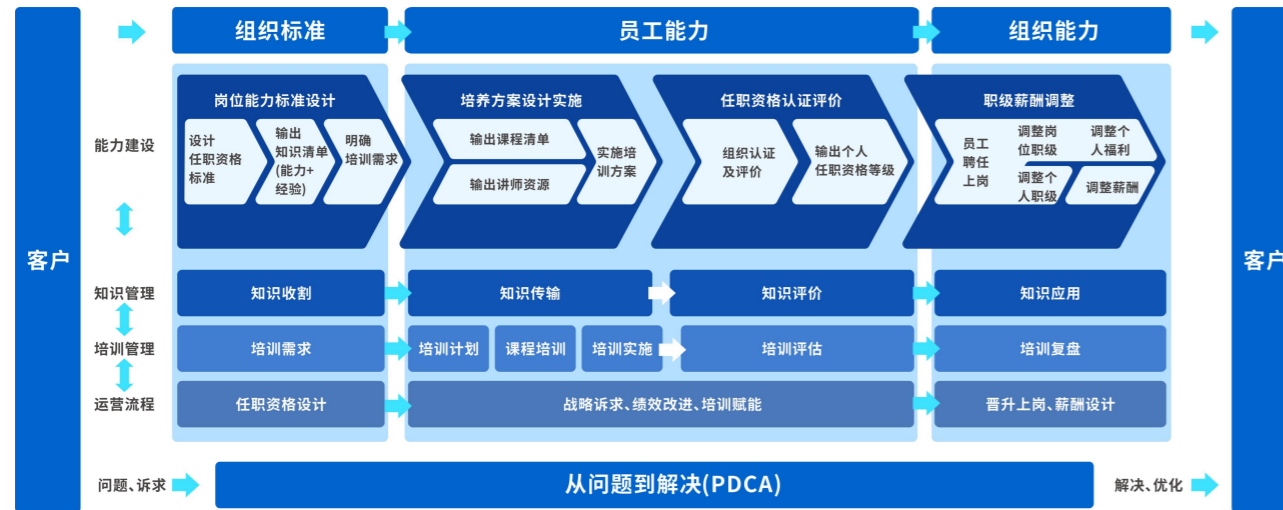 客户
组织标准
员工能力
组织能力
客户
能力建设
岗位能力标准设计
设计
任职资格
标准
输出
知识清单
(能力+
经验)
明确
培训需求
培养方案设计实施
输出课程清单
输出讲师资源
实施培
训方案
任职资格认证评价
组织认证
及评价
输出个人
任职资格等级
职级薪酬调整
员工
聘任
上岗
调整岗
位职级
调整个
人职级
调整个
人福利
调整薪酬
知识管理
知识收割
知识传输
知识评价
知识应用
培训管理
培训需求
培训计划
课程培训
培训实施
培训评估
培训复盘
运营流程
任职资格设计
战略诉求、绩效改进、培训赋能
晋升上岗、薪酬设计
问题、诉求
从问题到解决(PDCA)
解决、优化